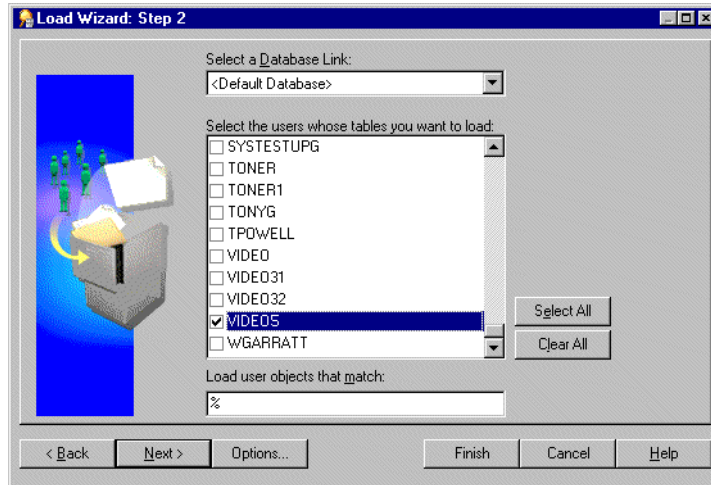 Load Wizard: Step 2
Select a Database Link:
<Default Database>
Select the users whose tables you want to load:
SYSTESTUPG
TONER
TONER1
TONYG
TPOWELL
VIDEO
VIDEO31
VIDEO32
VIDEO5
WGARRATT
Select All
Clear All
Load user objects that match:
%
< Back
Next >
Options...
Finish
Cancel
Help